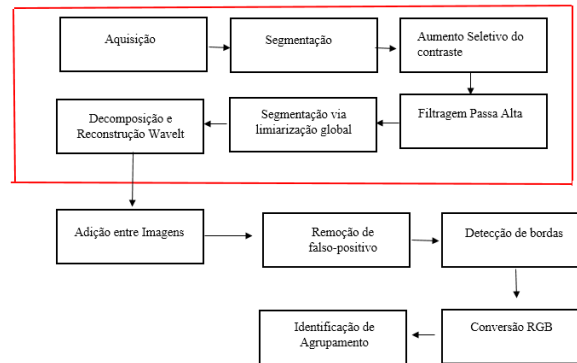 Aquisição
Segmentação
Aumento Seletivo do
contraste
Filtragem Passa Alta
Segmentação via
limiarização global
Decomposição e
Reconstrução Wavelt
Adição entre Imagens
Remoção de
falso-positivo
Detecção de bordas
Conversão RGB
Identificação de
Agrupamento